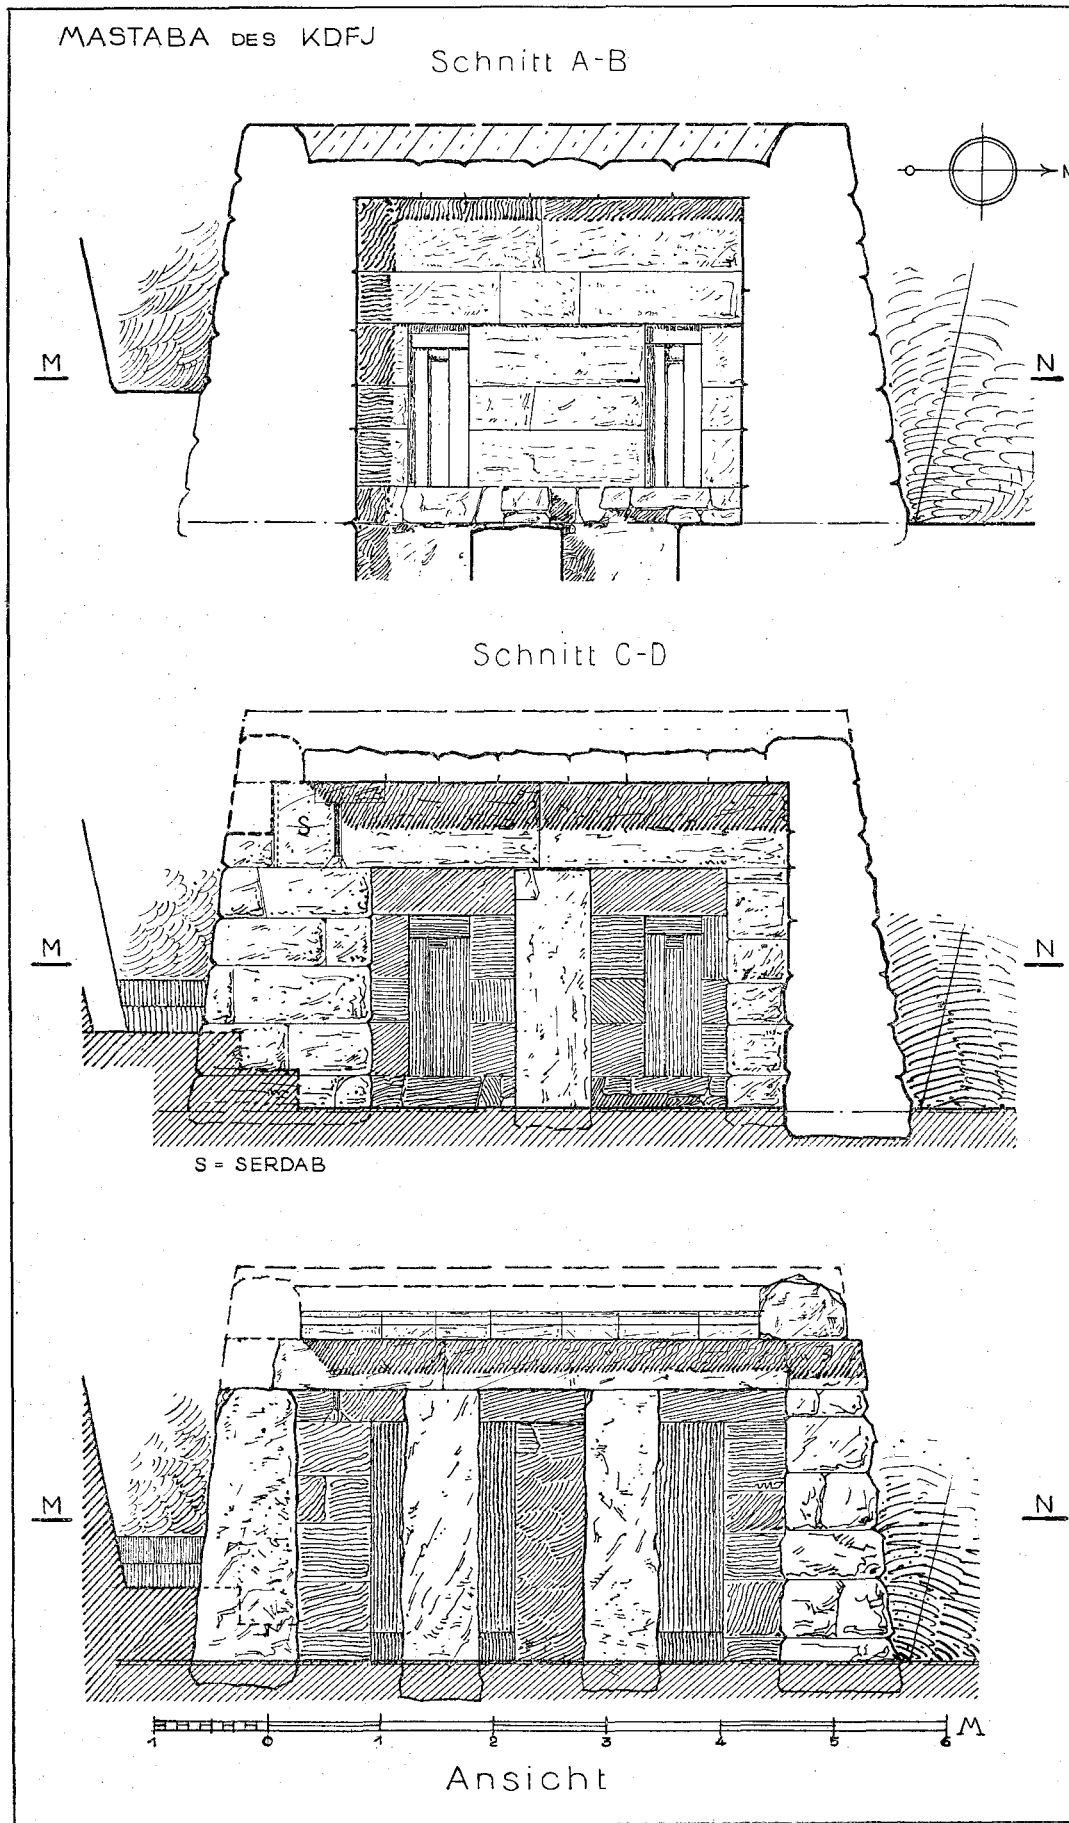 MASTABA DES KDFJ
Schnitt A-B
N
M N
Schnitt C-D
S
M N
S = SERDAB
M N
1 0 1 2 3 4 5 6 M
Ansicht